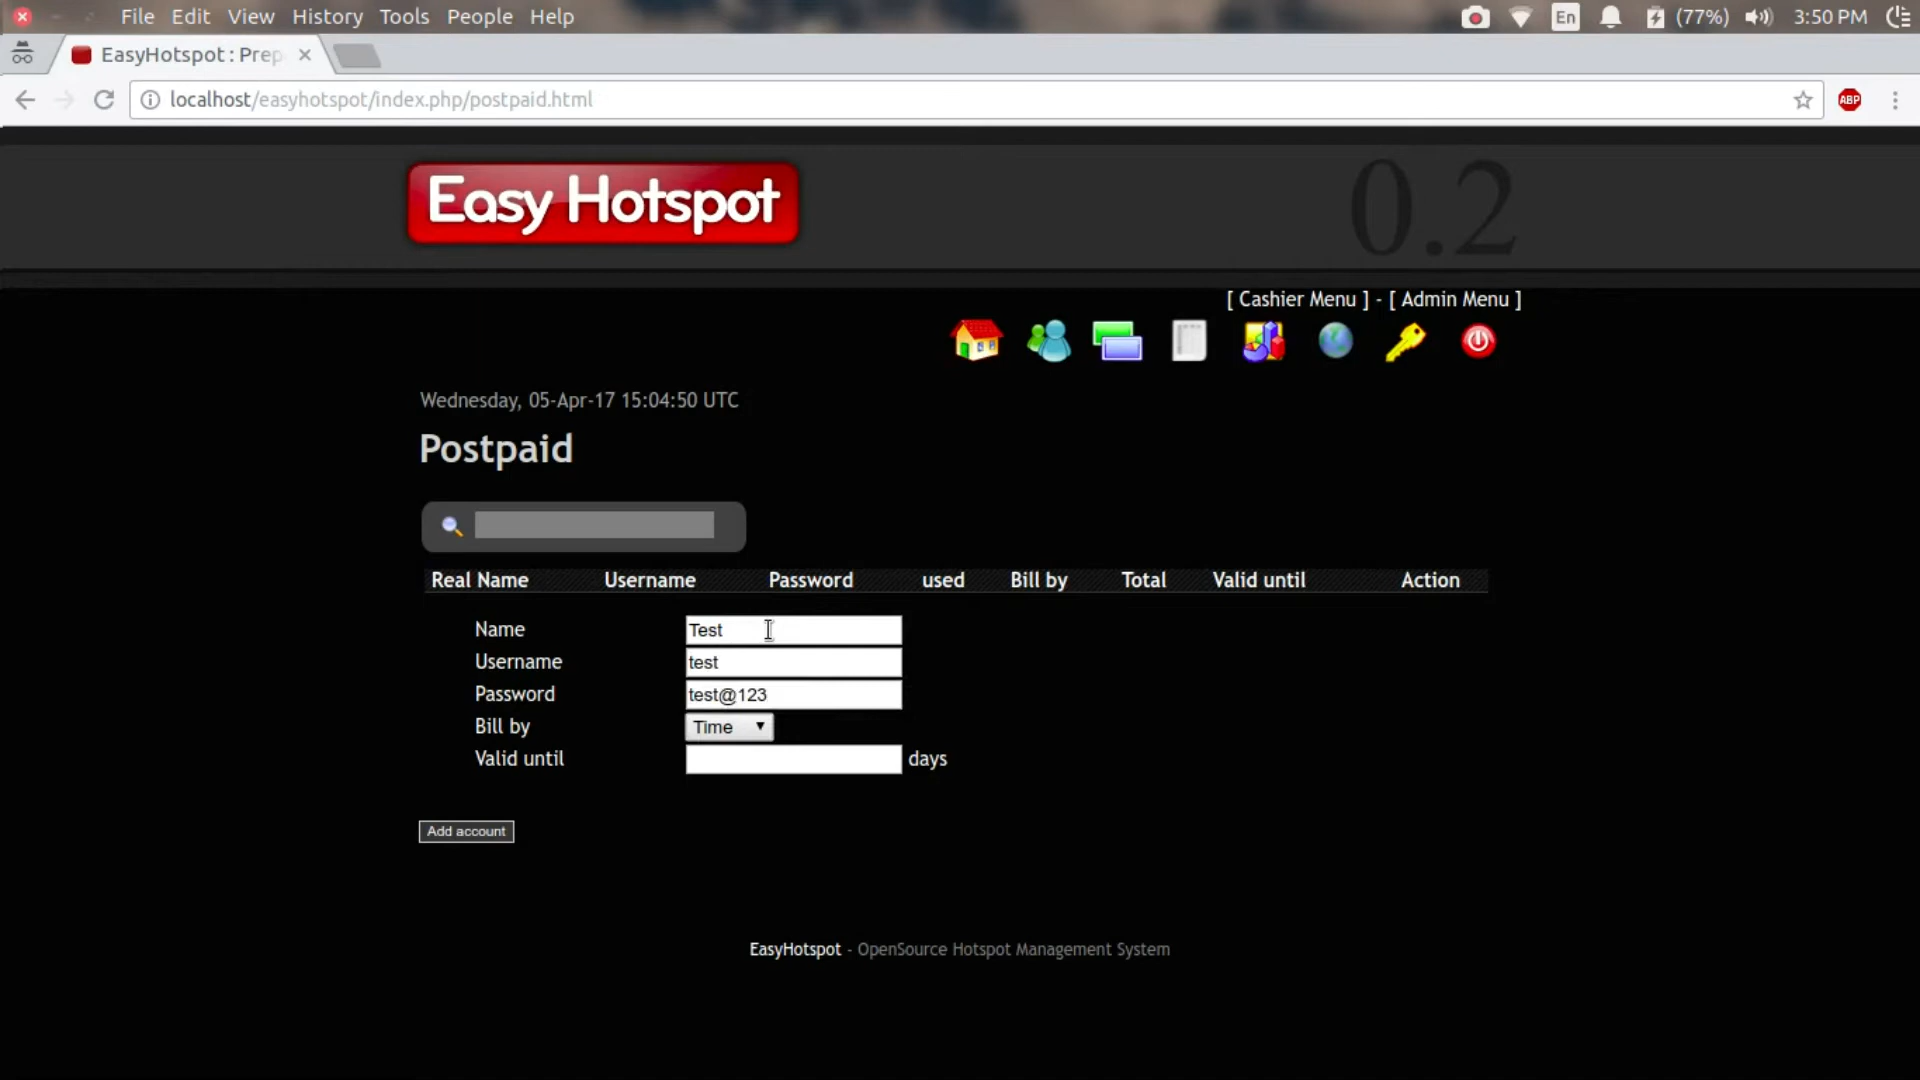 File Edit View History Tools People Help
En (77%) 3:50 PM
EasyHotspot : Prep
localhost/easyhotspot/index.php/postpaid.html
ABP
Easy Hotspot
0.2
[ Cashier Menu ] - [ Admin Menu ]
Wednesday, 05-Apr-17 15:04:50 UTC
Postpaid
Real Name Username Password used Bill by Total Valid until Action
Name Test
Username test
Password test@123
Bill by Time
Valid until days
Add account
EasyHotspot - OpenSource Hotspot Management System